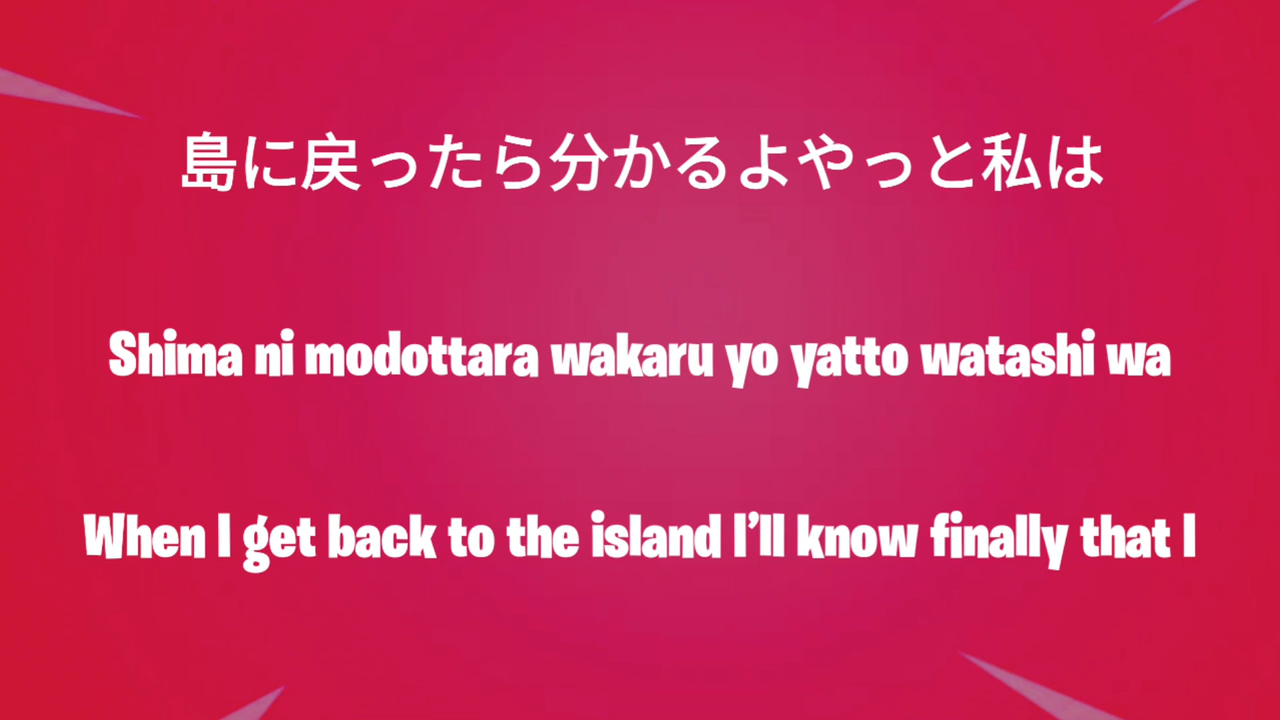 島に戻ったら分かるよやっと私は
Shima ni modottara wakaru yo yatto watashi wa
When I get back to the island I'll know finally that I